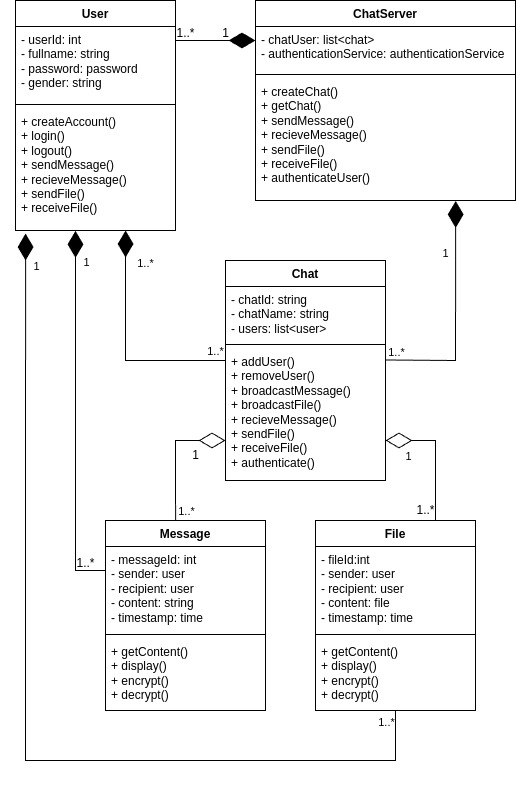 User
- userId: int
- fullname: string
- password: password
- gender: string
+ createAccount()
+ login()
+ logout()
+ sendMessage()
+ recieveMessage()
+ sendFile()
+ receiveFile()
1..*
1
ChatServer
- chatUser: list<chat>
- authenticationService: authenticationService
+ createChat()
+ getChat()
+ sendMessage()
+ recieveMessage()
+ sendFile()
+ receiveFile()
+ authenticateUser()
1
1
1..*
1
1..*
1..*
Chat
- chatId: string
- chatName: string
- users: list<user>
+ addUser()
+ removeUser()
+ broadcastMessage()
+ broadcastFile()
+ recieveMessage()
+ sendFile()
+ receiveFile()
+ authenticate()
1
1
1..*
1..*
1..*
Message
- messageId: int
- sender: user
- recipient: user
- content: string
- timestamp: time
+ getContent()
+ display()
+ encrypt()
+ decrypt()
File
- fileId:int
- sender: user
- recipient: user
- content: file
- timestamp: time
+ getContent()
+ display()
+ encrypt()
+ decrypt()
1..*